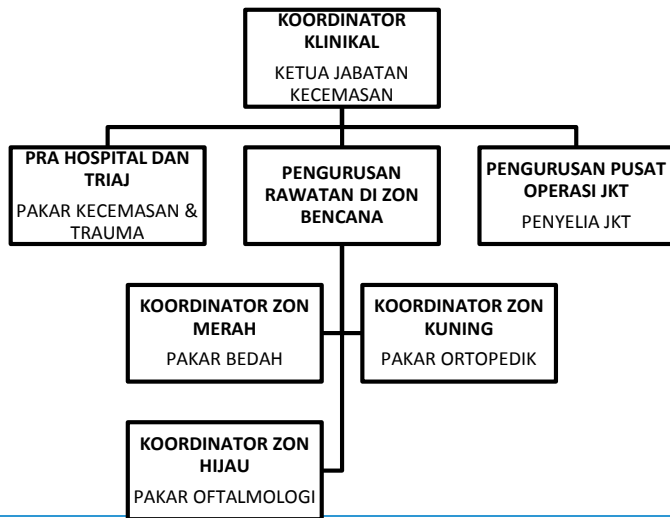 KOORDINATOR
KLINIKAL
KETUA JABATAN
KECEMASAN
PRA HOSPITAL DAN
TRIAJ
PAKAR KECEMASAN &
TRAUMA
PENGURUSAN
RAWATAN DI ZON
BENCANA
PENGURUSAN PUSAT
OPERASI JKT
PENYELIA JKT
KOORDINATOR ZON
MERAH
PAKAR BEDAH
KOORDINATOR ZON
KUNING
PAKAR ORTOPEDIK
KOORDINATOR ZON
HIJAU
PAKAR OFTALMOLOGI